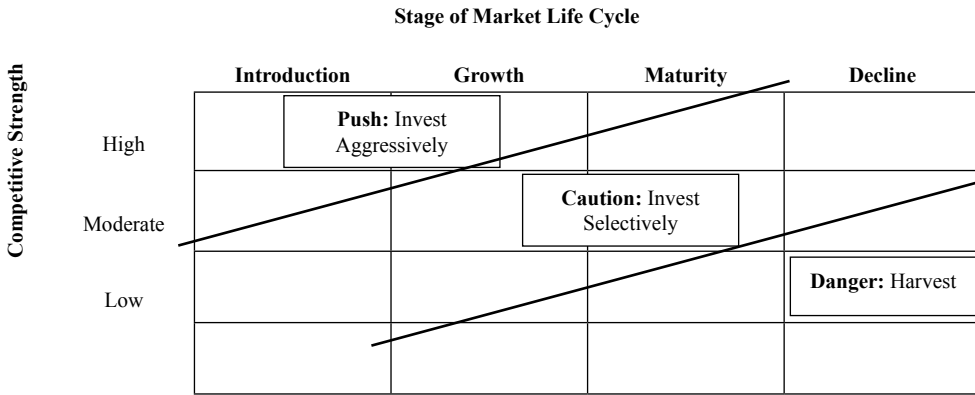 Stage of Market Life Cycle
Competitive Strength
Introduction Growth Maturity Decline
High
Push: Invest
Aggressively
Moderate
Caution: Invest
Selectively
Low
Danger: Harvest